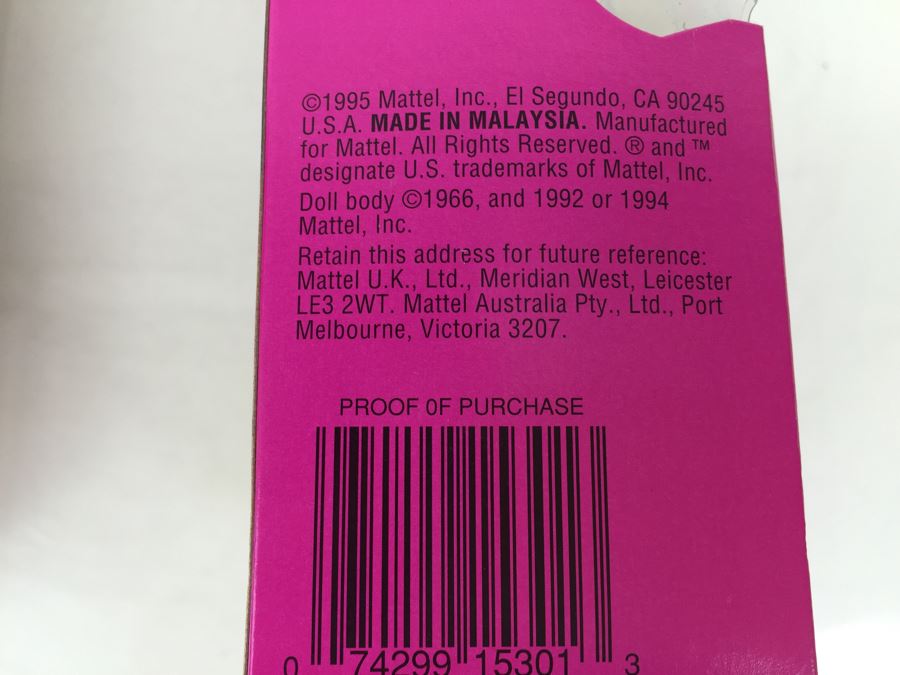 ©1995 Mattel, Inc., El Segundo, CA 90245
U.S.A. MADE IN MALAYSIA. Manufactured
for Mattel. All Rights Reserved. ® and ™
designate U.S. trademarks of Mattel, Inc.
Doll body ©1966, and 1992 or 1994
Mattel, Inc.
Retain this address for future reference:
Mattel U.K., Ltd., Meridian West, Leicester
LE3 2WT. Mattel Australia Pty., Ltd., Port
Melbourne, Victoria 3207.
PROOF 0F PURCHASE
0 74299 15301 3